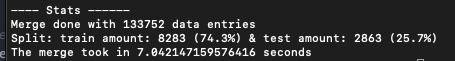 ---- Stats ------
Merge done with 133752 data entries
Split: train amount: 8283 (74.3%) & test amount: 2863 (25.7%)
The merge took in 7.042147159576416 seconds